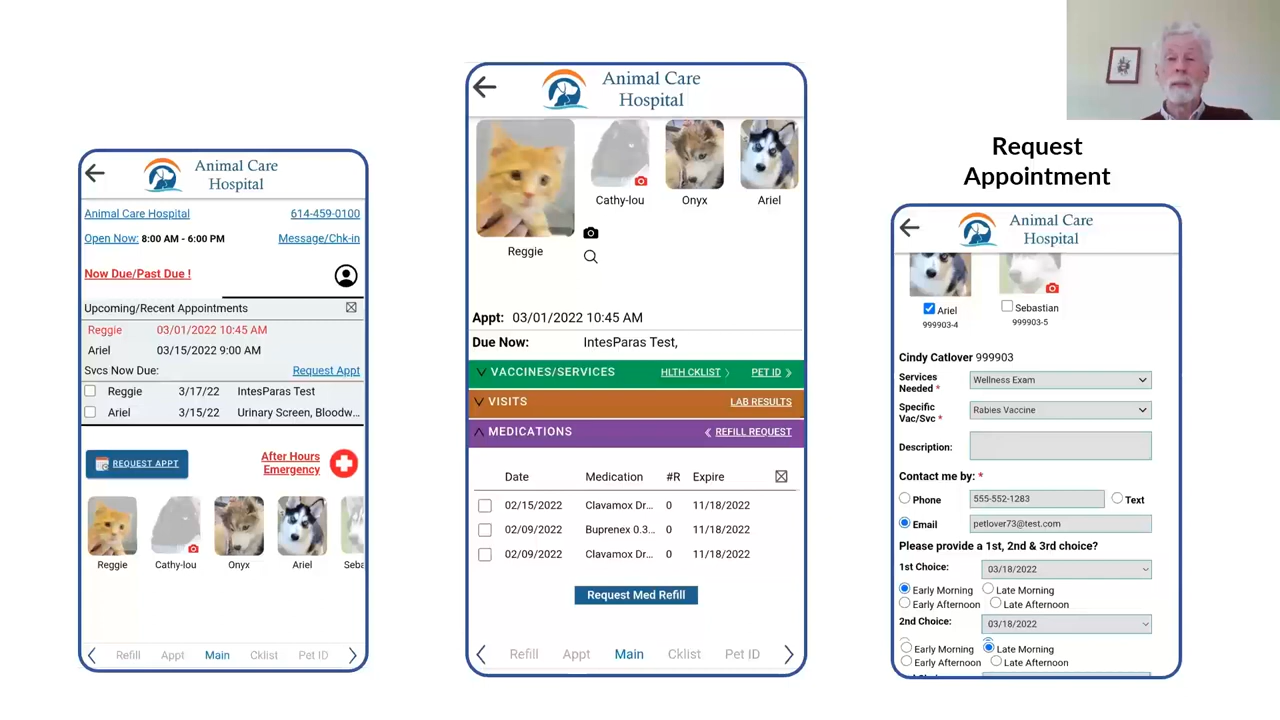 Animal Care
Hospital
Animal Care Hospital 614-459-0100
Open Now: 8:00 AM - 6:00 PM Message/Chk-in
Now Due/Past Due !
Upcoming/Recent Appointments
Reggie 03/01/2022 10:45 AM
Ariel 03/15/2022 9:00 AM
Svcs Now Due: Request Appt
Reggie 3/17/22 IntesParas Test
Ariel 3/15/22 Urinary Screen, Bloodw...
REQUEST APPT
After Hours
Emergency
Reggie Cathy-lou Onyx Ariel Seba
Refill Appt Main Cklist Pet ID
Animal Care
Hospital
Cathy-lou Onyx Ariel
Reggie
Appt: 03/01/2022 10:45 AM
Due Now: IntesParas Test,
VACCINES/SERVICES HLTH CKLIST PET ID
VISITS LAB RESULTS
MEDICATIONS REFILL REQUEST
Date Medication #R Expire
02/15/2022 Clavamox Dr... 0 11/18/2022
02/09/2022 Buprenex 0.3... 0 11/18/2022
02/09/2022 Clavamox Dr... 0 11/18/2022
Request Med Refill
Refill Appt Main Cklist Pet ID
Request
Appointment
Animal Care
Hospital
Ariel Sebastian
999903-4 999903-5
Cindy Catlover 999903
Services
Needed * Wellness Exam
Specific
Vac/Svc * Rabies Vaccine
Description:
Contact me by: *
Phone 555-552-1283 Text
Email petlover73@test.com
Please provide a 1st, 2nd & 3rd choice?
1st Choice: 03/18/2022
Early Morning Late Morning
Early Afternoon Late Afternoon
2nd Choice: 03/18/2022
Early Morning Late Morning
Early Afternoon Late Afternoon